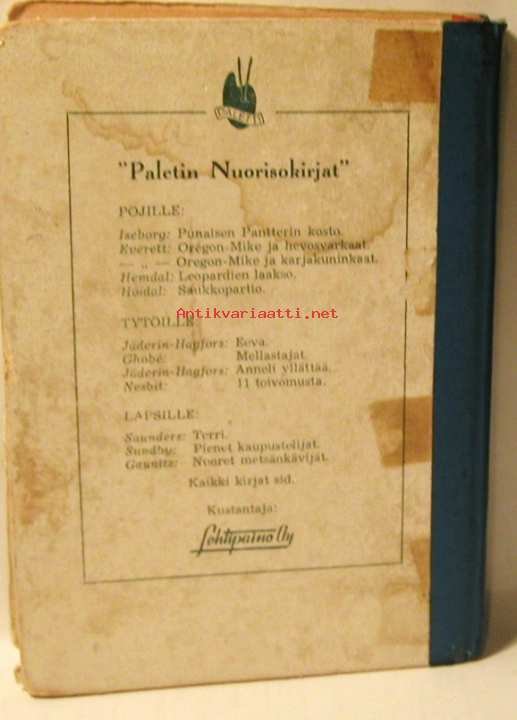 PALETTI
"Paletin Nuorisokirjat"
POJILLE:
Iseborg: Punaisen Pantterin kosto.
Everett: Oregon-Mike ja hevosvarkaat.
— „ — Oregon-Mike ja karjakuninkaat.
Hemdal: Leopardien laakso.
Hoidal: Saukkopartio.
Antikvariaatti.net
TYTÖILLE
Jäderin-Hagfors: Eeva.
Ghobé: Mellastajat.
Jäderin-Hagfors: Anneli yllättää.
Nesbit: 11 toivomusta.
LAPSILLE:
Saunders: Terri.
Sundby: Pienet kaupustelijat.
Gaunitz: Nuoret metsänkävijät.
Kaikki kirjat sid.
Kustantaja:
Lehtipaino Oy